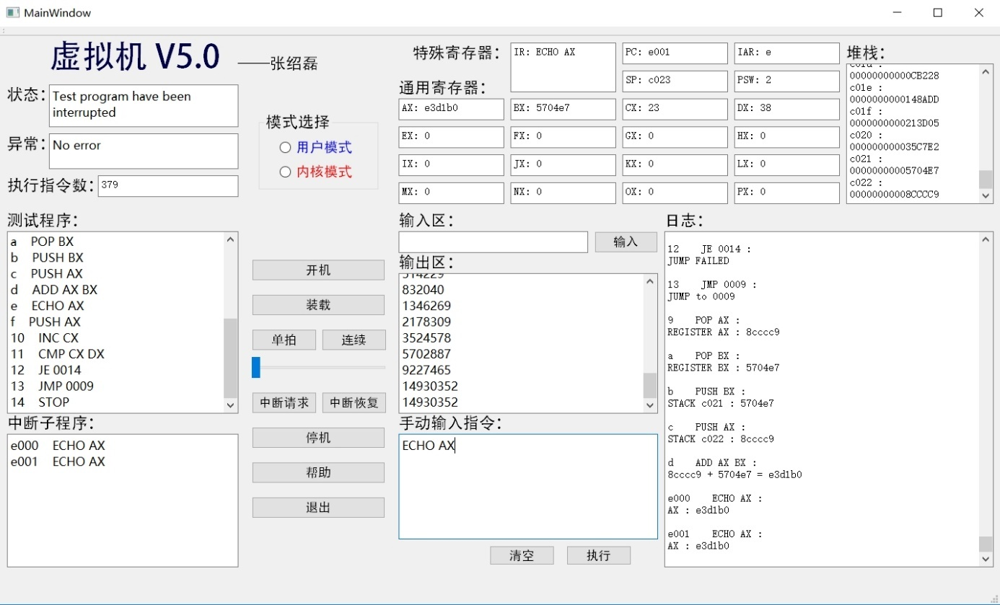 MainWindow
虚拟机 V5.0 ——张绍磊
状态：
Test program have been
interrupted
异常：
No error
执行指令数：
379
模式选择
用户模式
内核模式
特殊寄存器：
IR: ECHO AX
PC: e001
IAR: e
SP: c023
PSW: 2
通用寄存器：
AX: e3d1b0
BX: 5704e7
CX: 23
DX: 38
EX: 0
FX: 0
GX: 0
HX: 0
IX: 0
JX: 0
KX: 0
LX: 0
MX: 0
NX: 0
OX: 0
PX: 0
堆栈：
00000000000CB228
c01e :
0000000000148ADD
c01f :
0000000000213D05
c020 :
000000000035C7E2
c021 :
00000000005704E7
c022 :
00000000008CCCC9
测试程序：
a POP BX
b PUSH BX
c PUSH AX
d ADD AX BX
e ECHO AX
f PUSH AX
10 INC CX
11 CMP CX DX
12 JE 0014
13 JMP 0009
14 STOP
中断子程序：
e000 ECHO AX
e001 ECHO AX
开机
装载
单拍
连续
中断请求
中断恢复
停机
帮助
退出
输入区：
输入
输出区：
514229
832040
1346269
2178309
3524578
5702887
9227465
14930352
14930352
手动输入指令：
ECHO AX
清空
执行
日志：
12 JE 0014 :
JUMP FAILED
13 JMP 0009 :
JUMP to 0009
9 POP AX :
REGISTER AX : 8cccc9
a POP BX :
REGISTER BX : 5704e7
b PUSH BX :
STACK c021 : 5704e7
c PUSH AX :
STACK c022 : 8cccc9
d ADD AX BX :
8cccc9 + 5704e7 = e3d1b0
e000 ECHO AX :
AX : e3d1b0
e001 ECHO AX :
AX : e3d1b0